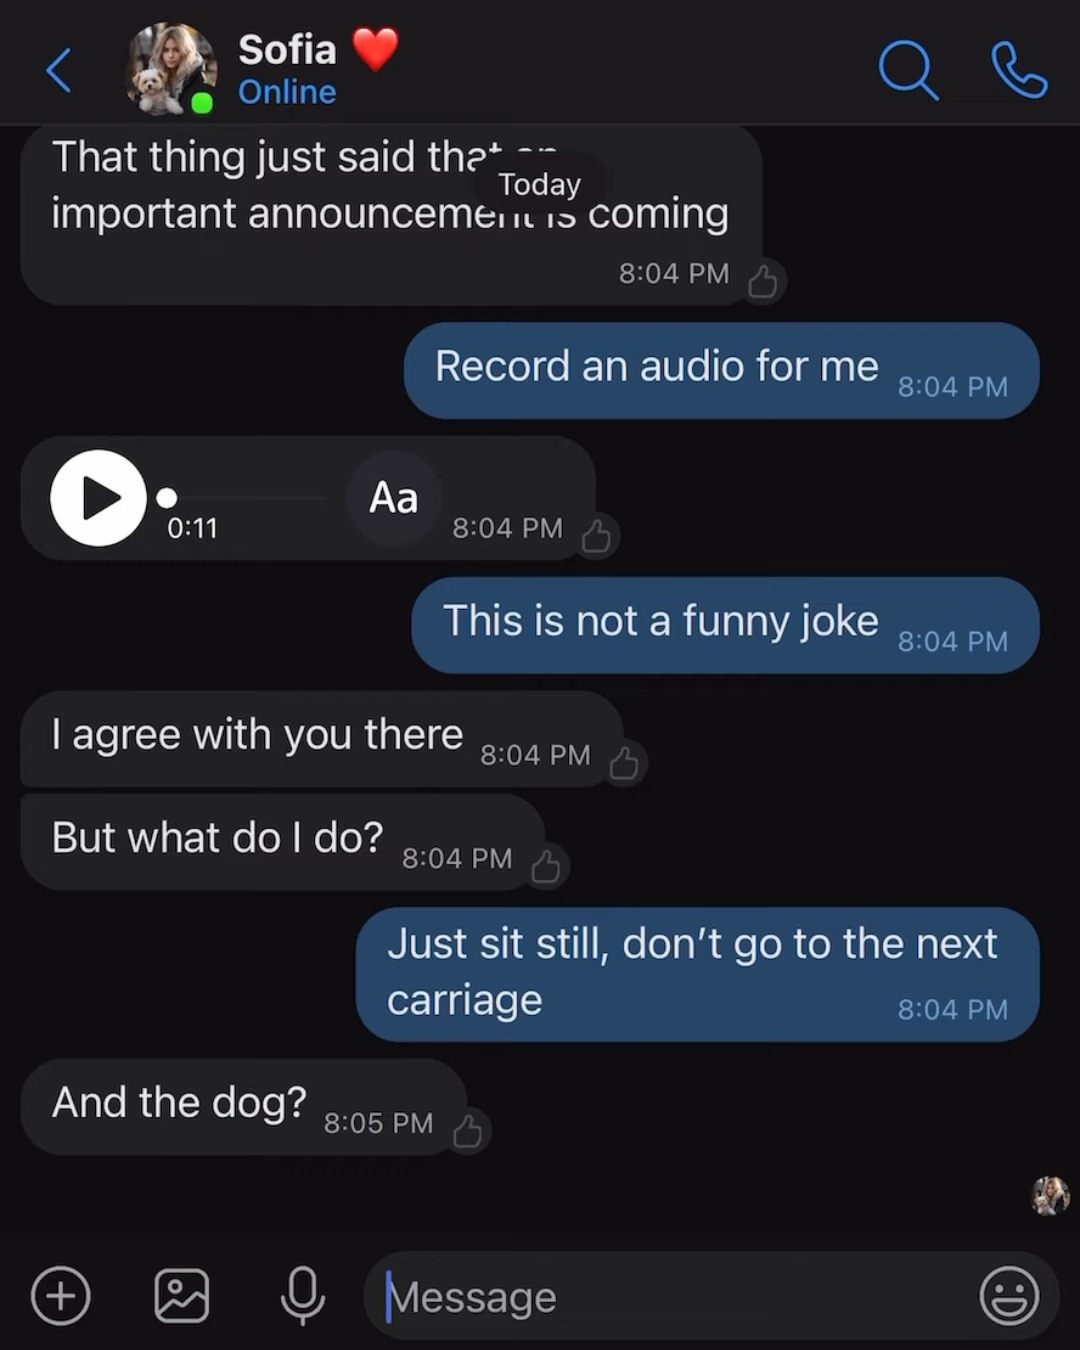 Sofia ❤️
Online
That thing just said that an
Today
important announcement is coming
8:04 PM
Record an audio for me 8:04 PM
0:11
Aa
8:04 PM
This is not a funny joke 8:04 PM
I agree with you there 8:04 PM
But what do I do? 8:04 PM
Just sit still, don't go to the next
carriage 8:04 PM
And the dog? 8:05 PM
Message